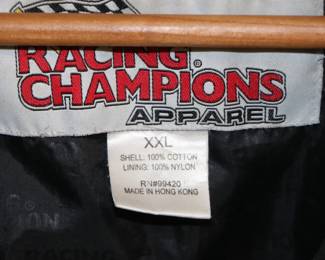 RACING
CHAMPIONS
APPAREL
XXL
SHELL: 100% COTTON
LINING: 100% NYLON
RN#99420
MADE IN HONG KONG